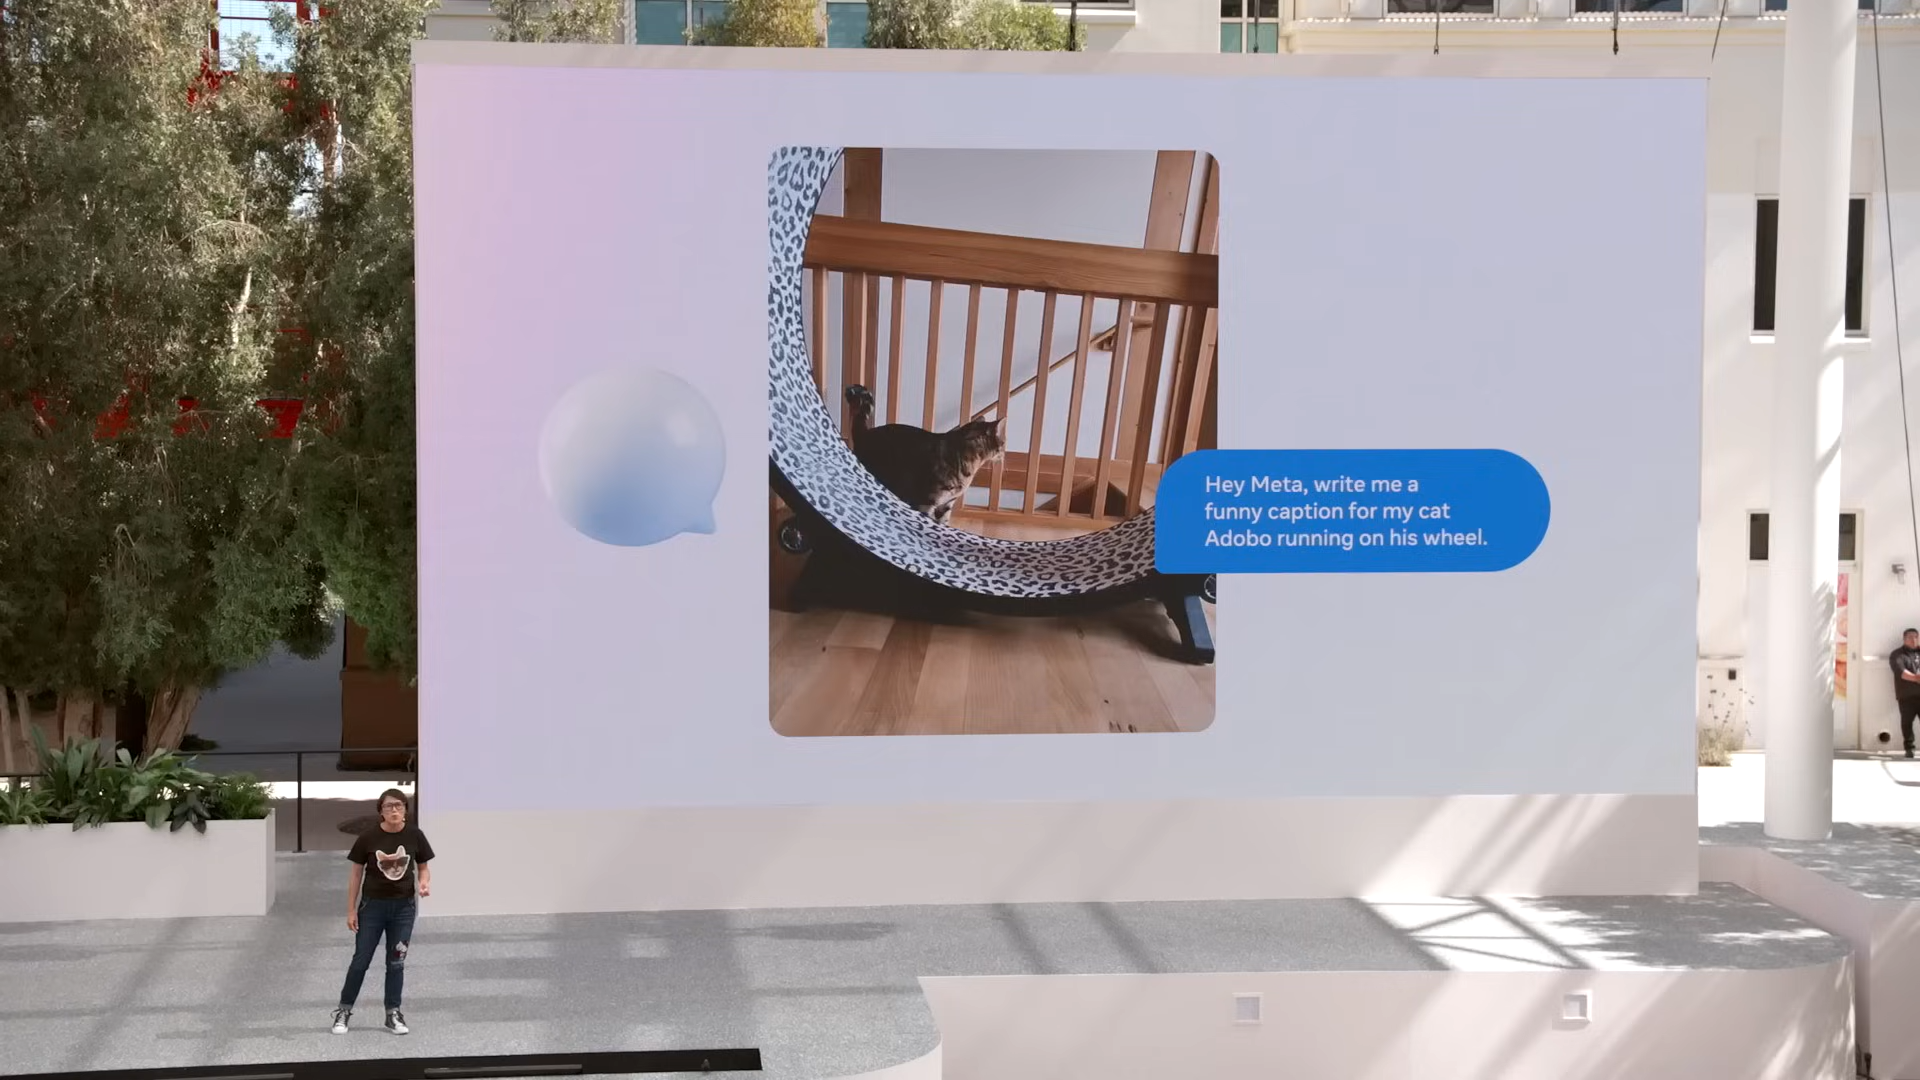 Hey Meta, write me a
funny caption for my cat
Adobo running on his wheel.